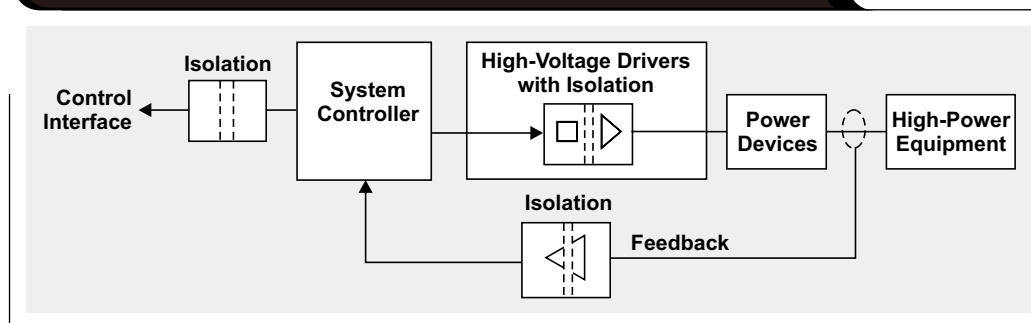 Isolation
Control
Interface
System
Controller
High-Voltage Drivers
with Isolation
Power
Devices
High-Power
Equipment
Isolation
Feedback